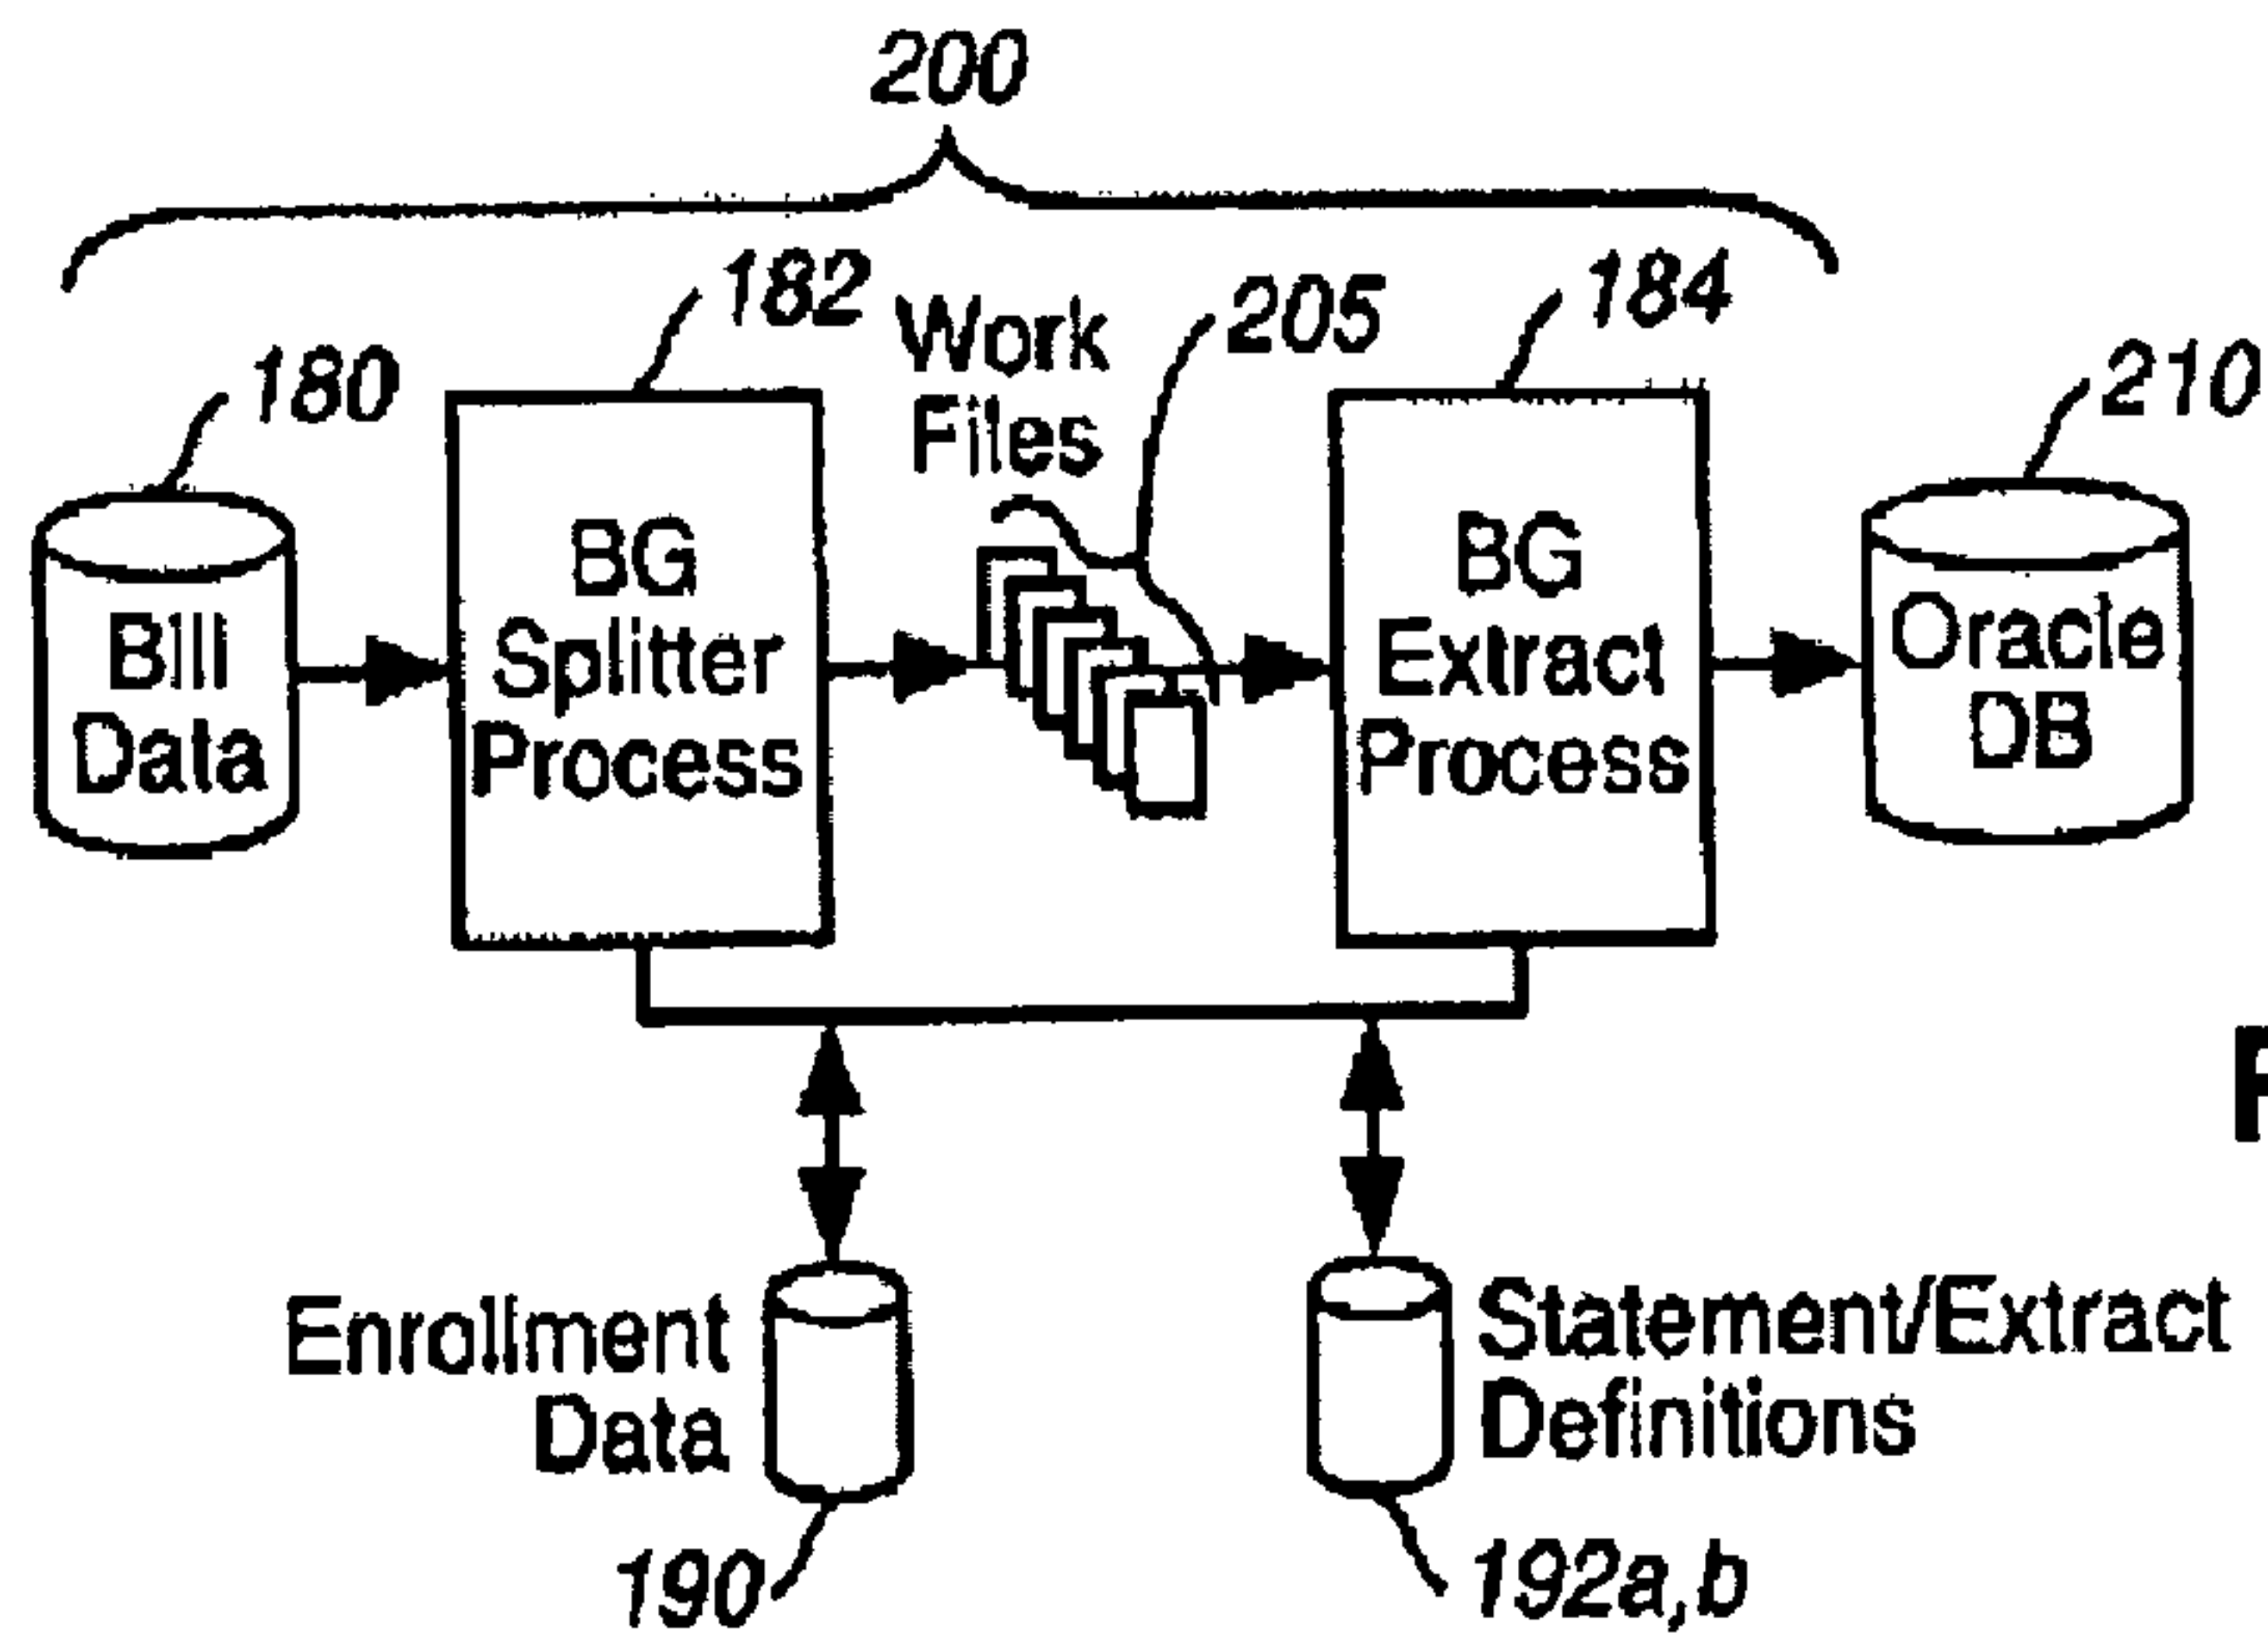 200
182
Work
Files
205
184
180
210
Bill
Data
BG
Splitter
Process
BG
Extract
Process
Oracle
DB
Enrollment
Data
Statement/Extract
Definitions
190
192a,b